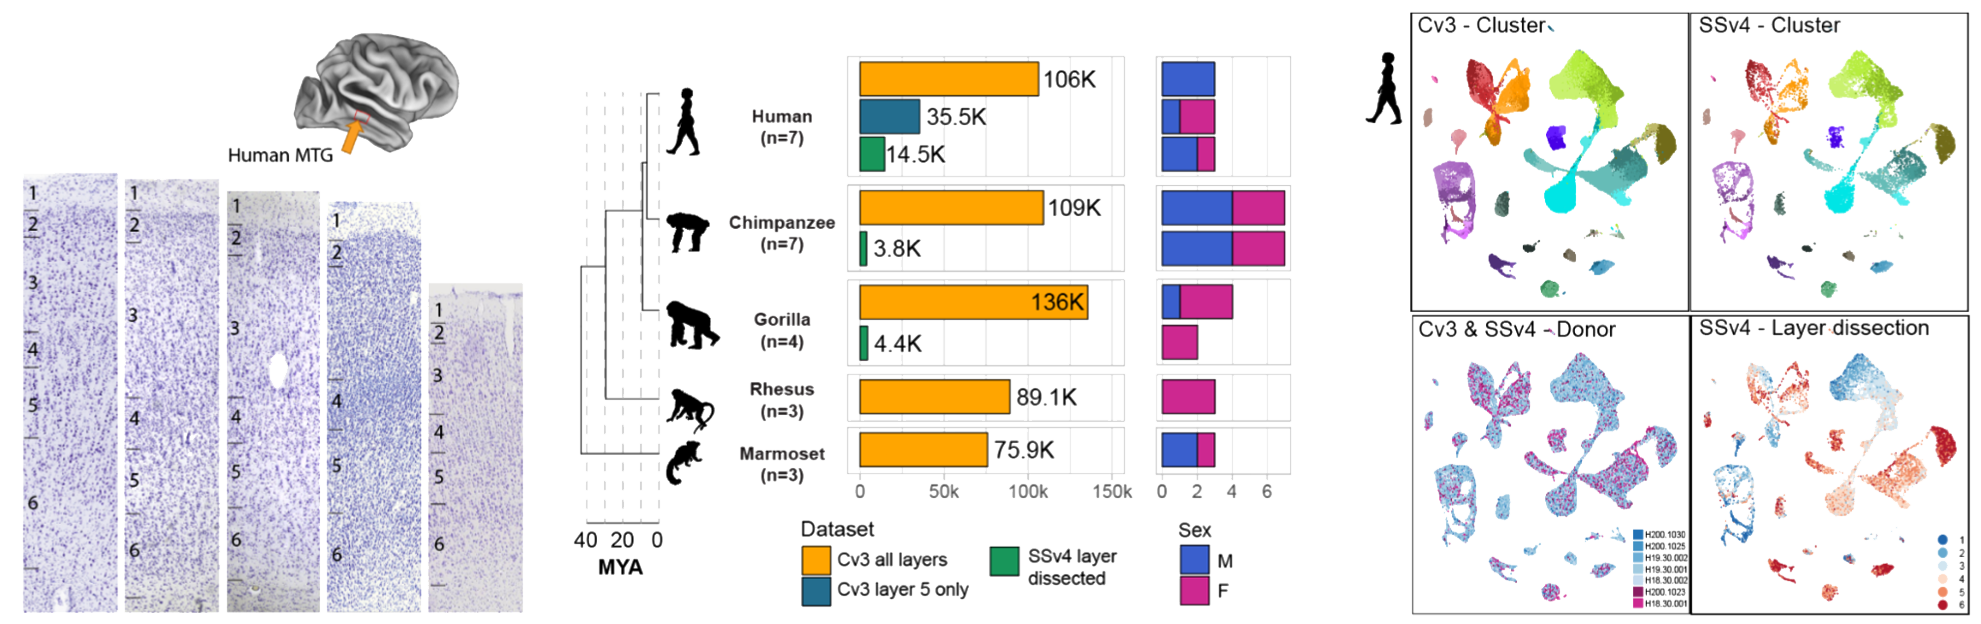 Human MTG
1
2
3
4
5
6
1
2
3
4
5
6
1
2
3
4
5
6
1
2
3
4
5
6
1
2
3
4
5
6
40 20 0
MYA
Human
(n=7)
Chimpanzee
(n=7)
Gorilla
(n=4)
Rhesus
(n=3)
Marmoset
(n=3)
106K
35.5K
14.5K
109K
3.8K
136K
4.4K
89.1K
75.9K
0 50k 100k 150k
0 2 4 6
Dataset
Cv3 all layers
Cv3 layer 5 only
SSv4 layer
dissected
Sex
M
F
Cv3 - Cluster
SSv4 - Cluster
Cv3 & SSv4 - Donor
H200.1030
H200.1025
H19.30.002
H19.30.001
H18.30.002
H200.1023
H18.30.001
SSv4 - Layer dissection
1
2
3
4
5
6